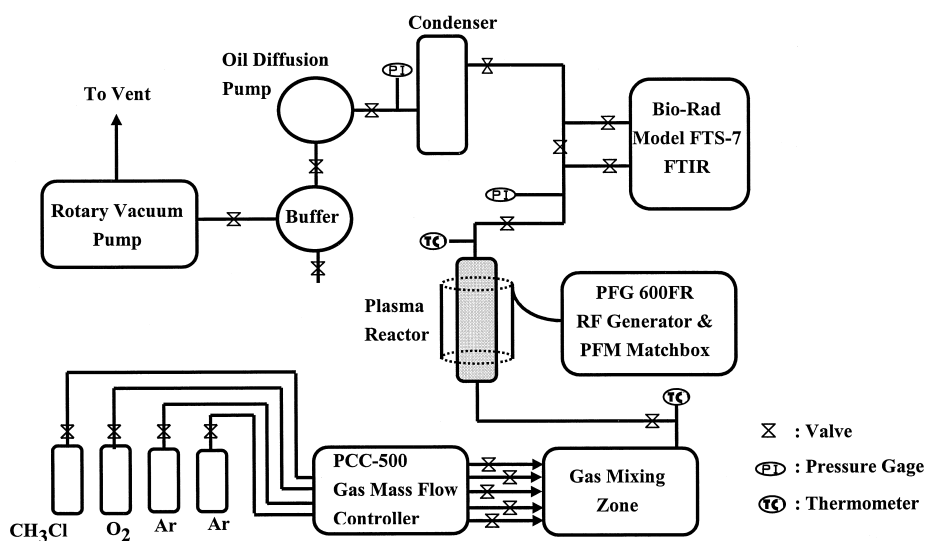 Condenser
Oil Diffusion
Pump
PI
To Vent
Bio-Rad
Model FTS-7
FTIR
Rotary Vacuum
Pump
Buffer
PI
TC
Plasma
Reactor
PFG 600FR
RF Generator &
PFM Matchbox
TC
: Valve
PI : Pressure Gage
TC : Thermometer
PCC-500
Gas Mass Flow
Controller
Gas Mixing
Zone
CH3Cl
O2
Ar
Ar